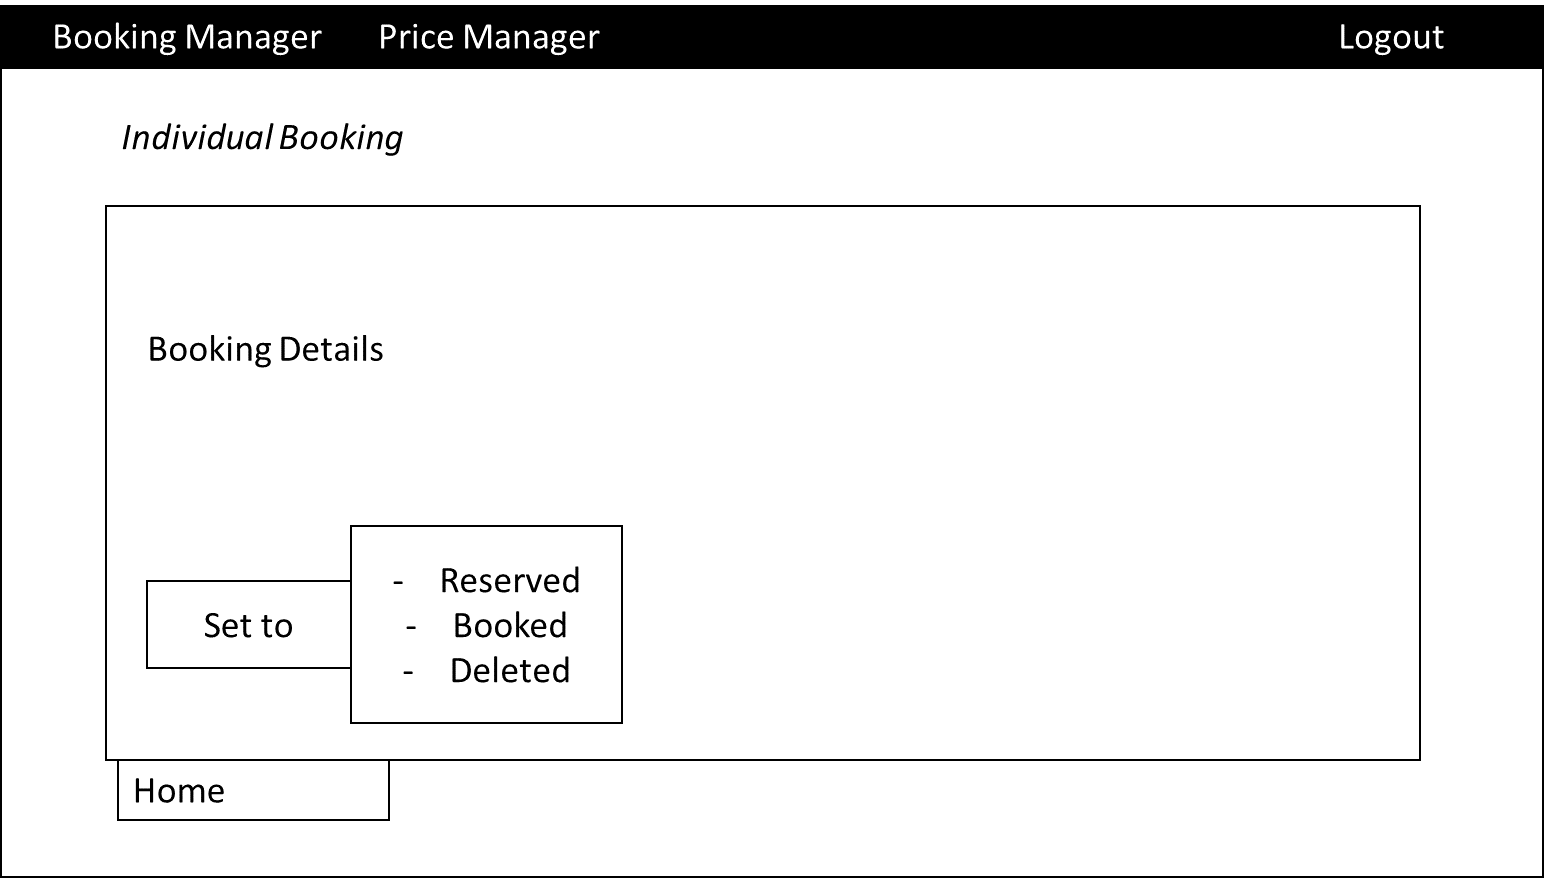 Booking Manager Price Manager Logout
Individual Booking
Booking Details
Set to
- Reserved
- Booked
- Deleted
Home